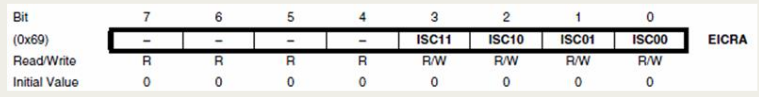 Bit 7 6 5 4 3 2 1 0
(0x69) – – – – ISC11 ISC10 ISC01 ISC00 EICRA
Read/Write R R R R R/W R/W R/W R/W
Initial Value 0 0 0 0 0 0 0 0